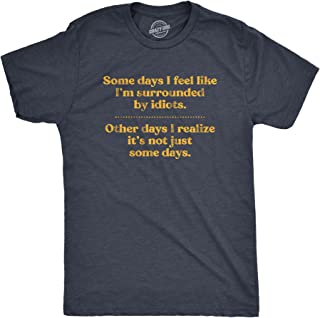 Some days I feel like
I'm surrounded
by idiots.
Other days I realize
it's not just
some days.